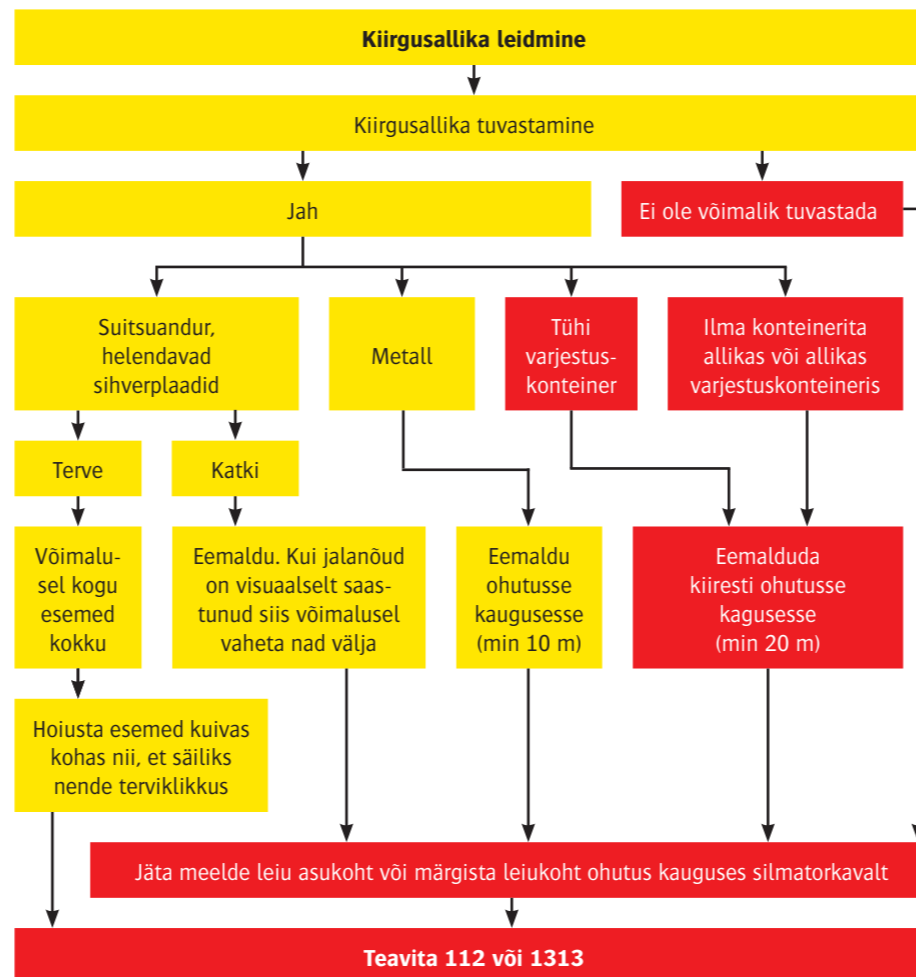 Kiirgusallika leidmine
Kiirgusallika tuvastamine
Jah
Ei ole võimalik tuvastada
Suitsuandur,
helendavad
sihverplaadid
Metall
Tühi
varjestus-
konteiner
Ilma konteinerita
allikas või allikas
varjestuskonteineris
Terve
Katki
Võimalu-
sel kogu
esemed
kokku
Eemaldu. Kui jalanõud
on visuaalselt saas-
tunud siis võimalusel
vaheta nad välja
Eemaldu
ohutusse
kaugusesse
(min 10 m)
Eemalduda
kiiresti ohutusse
kagusesse
(min 20 m)
Hoiusta esemed kuivas
kohas nii, et säiliks
nende terviklikkus
Jäta meelde leiu asukoht või märgista leiukoht ohutus kauguses silmatorkavalt
Teavita 112 või 1313